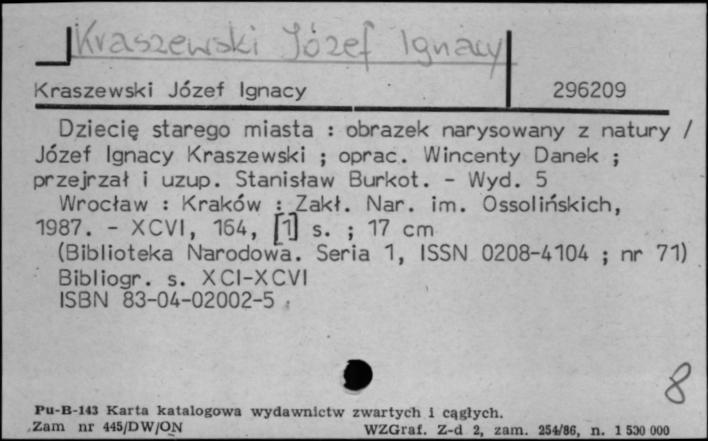 Kraszewski Józef Ignacy
Kraszewski Józef Ignacy 296209
Dziecię starego miasta : obrazek narysowany z natury /
Józef Ignacy Kraszewski ; oprac. Wincenty Danek ;
przejrzał i uzup. Stanisław Burkot. - Wyd. 5
Wrocław : Kraków : Zakł. Nar. im. Ossolińskich,
1987. - XCVI, 164, [1] s. ; 17 cm
(Biblioteka Narodowa. Seria 1, ISSN 0208-4104 ; nr 71)
Bibliogr. s. XCI-XCVI
ISBN 83-04-02002-5
8
Pu-B-143 Karta katalogowa wydawnictw zwartych i ciągłych.
Zam nr 445/DW/ON WZGraf. Z-d 2, zam. 254/86, n. 1 500 000